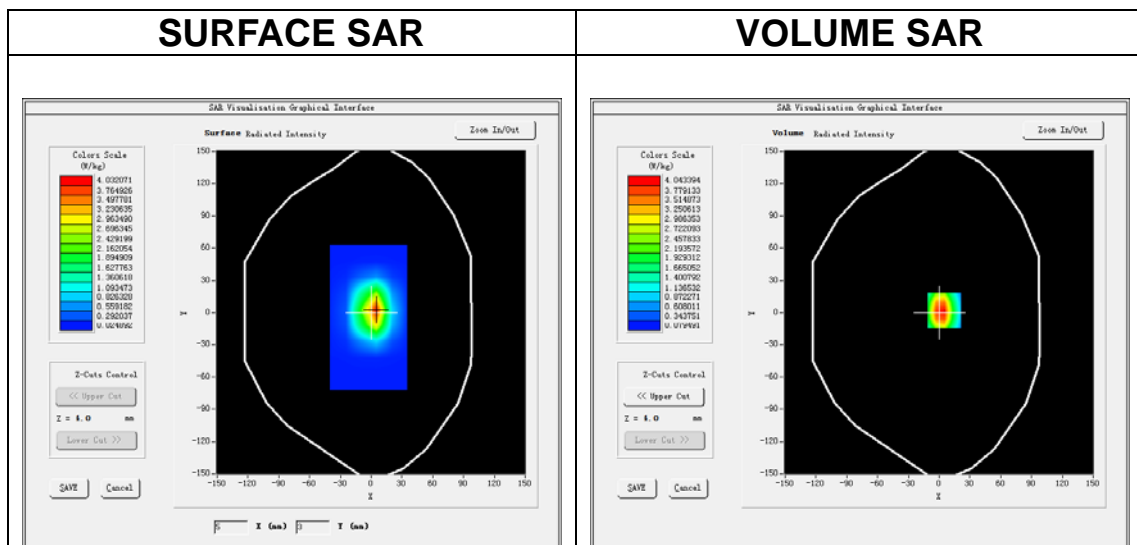 SURFACE SAR
VOLUME SAR
SAR Visualisation Graphical Interface
Surface Radiated Intensity
Zoom In/Out
Colors Scale
(W/kg)
4.032071
3.764926
3.497781
3.230635
2.963490
2.696345
2.429199
2.162054
1.894909
1.627763
1.360618
1.093473
0.826328
0.559182
0.292037
0.024892
Z-Cuts Control
<< Upper Cut
Z = 4.0 mm
Lower Cut >>
SAVE
Cancel
150
120
90
60
30
0
-30
-60
-90
-120
-150
Y
-150 -120 -90 -60 -30 0 30 60 90 120 150
X
5 X (mm) 3 Y (mm)
SAR Visualisation Graphical Interface
Volume Radiated Intensity
Zoom In/Out
Colors Scale
(W/kg)
4.043394
3.779133
3.514873
3.250613
2.986353
2.722093
2.457833
2.193572
1.929312
1.665052
1.400792
1.136532
0.872271
0.608011
0.343751
0.079491
Z-Cuts Control
<< Upper Cut
Z = 4.0 mm
Lower Cut >>
SAVE
Cancel
150
120
90
60
30
0
-30
-60
-90
-120
-150
Y
-150 -120 -90 -60 -30 0 30 60 90 120 150
X